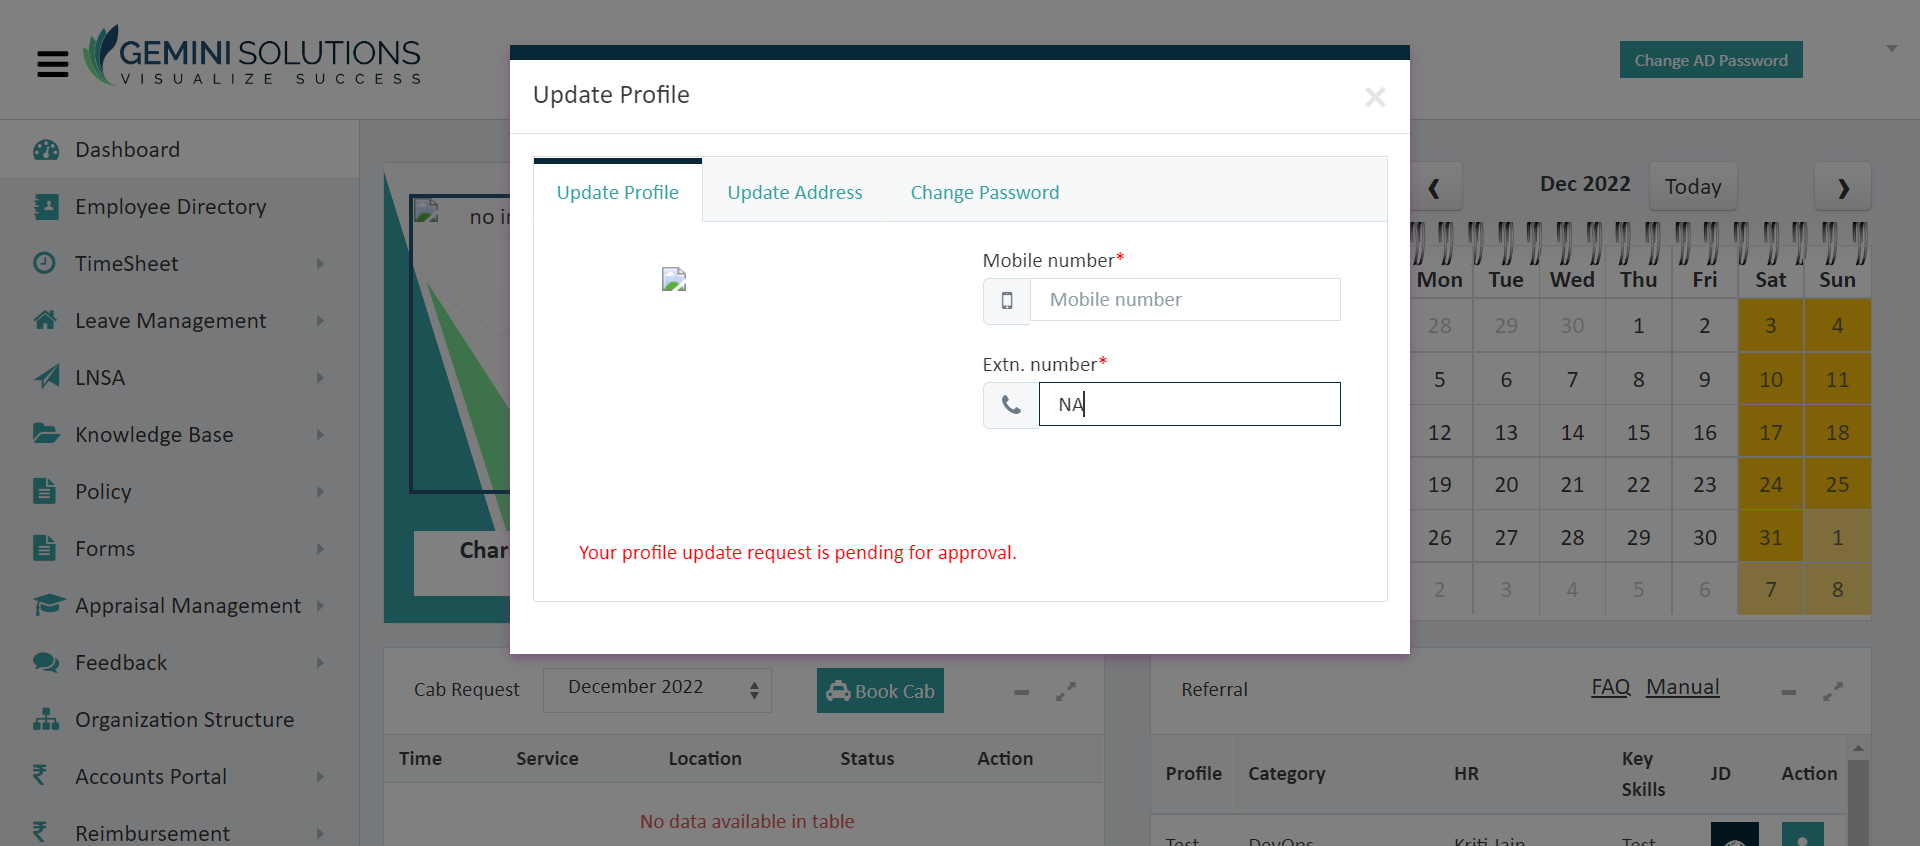 GEMINI SOLUTIONS
VISUALIZE SUCCESS
Change AD Password
Dashboard
Employee Directory
TimeSheet
Leave Management
LNSA
Knowledge Base
Policy
Forms
Appraisal Management
Feedback
Organization Structure
Accounts Portal
Reimbursement
no
Char
Update Profile
×
Update Profile Update Address Change Password
Mobile number*
Mobile number
Extn. number*
NA
Your profile update request is pending for approval.
Dec 2022 Today
Mon Tue Wed Thu Fri Sat Sun
28 29 30 1 2 3 4
5 6 7 8 9 10 11
12 13 14 15 16 17 18
19 20 21 22 23 24 25
26 27 28 29 30 31 1
2 3 4 5 6 7 8
Cab Request December 2022 Book Cab
Time Service Location Status Action
No data available in table
Referral FAQ Manual
Profile Category HR Key Skills JD Action
Test DevOps Kriti Jain Test